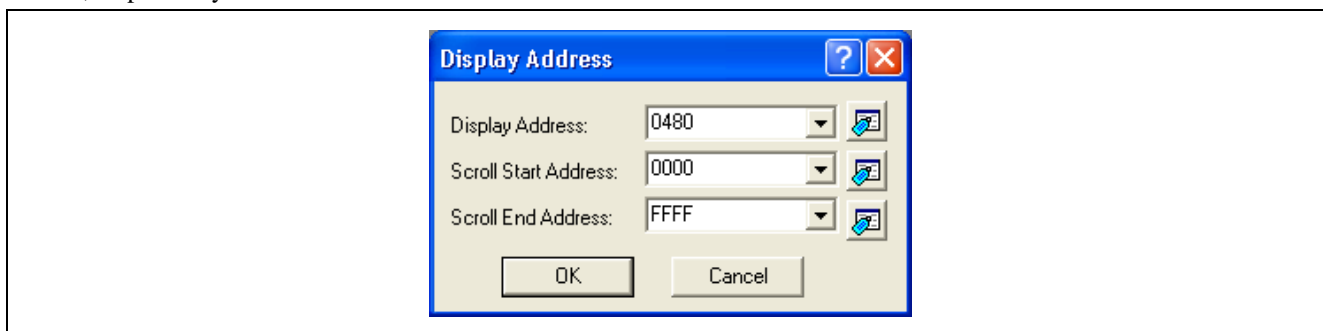 Display Address
Display Address: 0480
Scroll Start Address: 0000
Scroll End Address: FFFF
OK Cancel